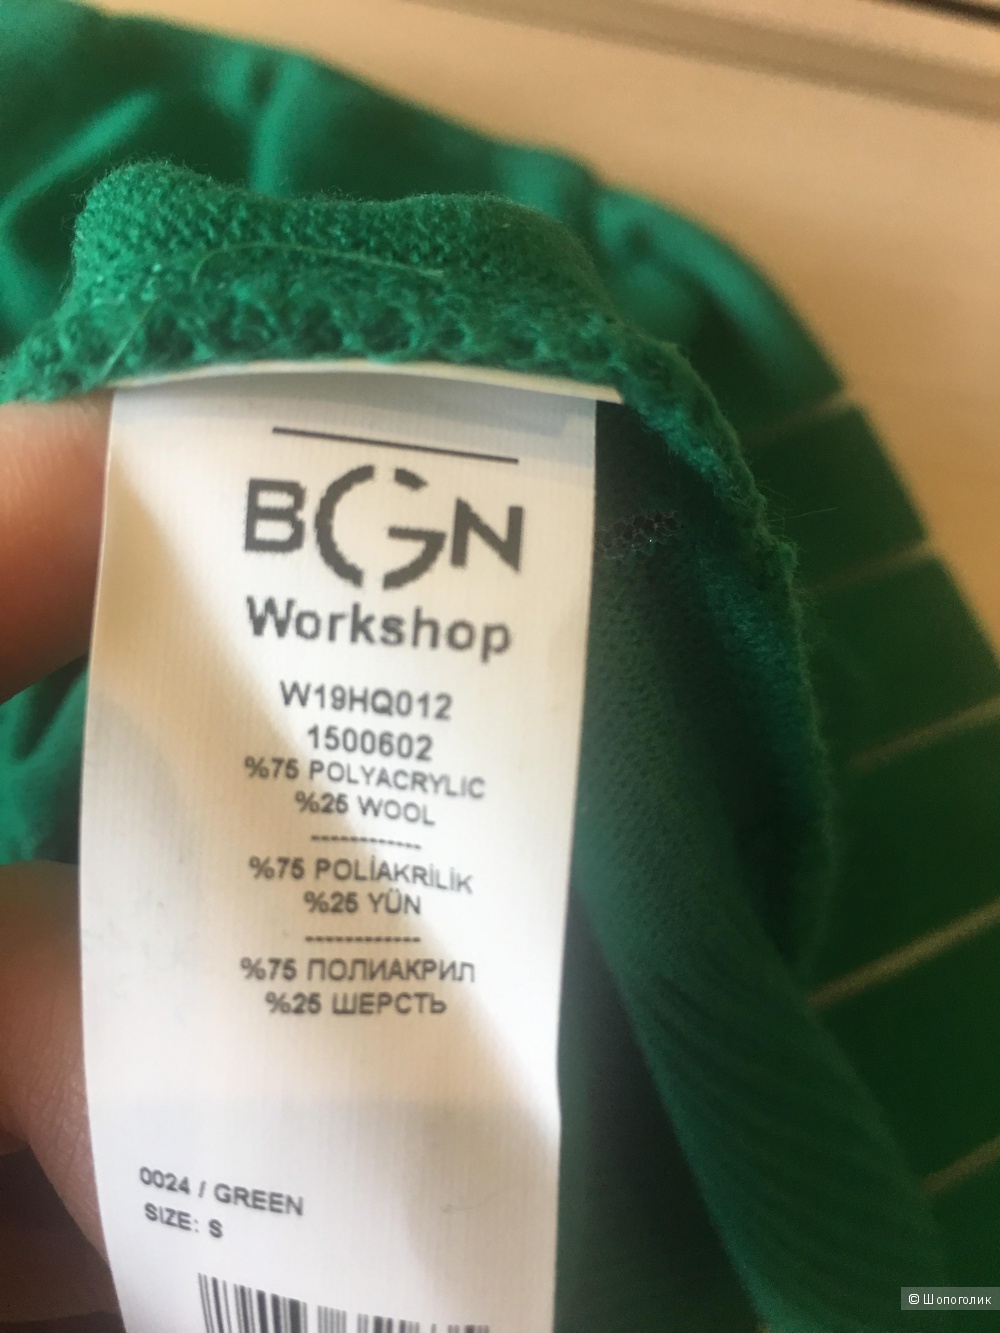 BGN
Workshop
W19HQ012
1500602
%75 POLYACRYLIC
%25 WOOL
------------
%75 POLİAKRİLİK
%25 YÜN
------------
%75 ПОЛИАКРИЛ
%25 ШЕРСТЬ
0024 / GREEN
SIZE: S
© Шопоголик